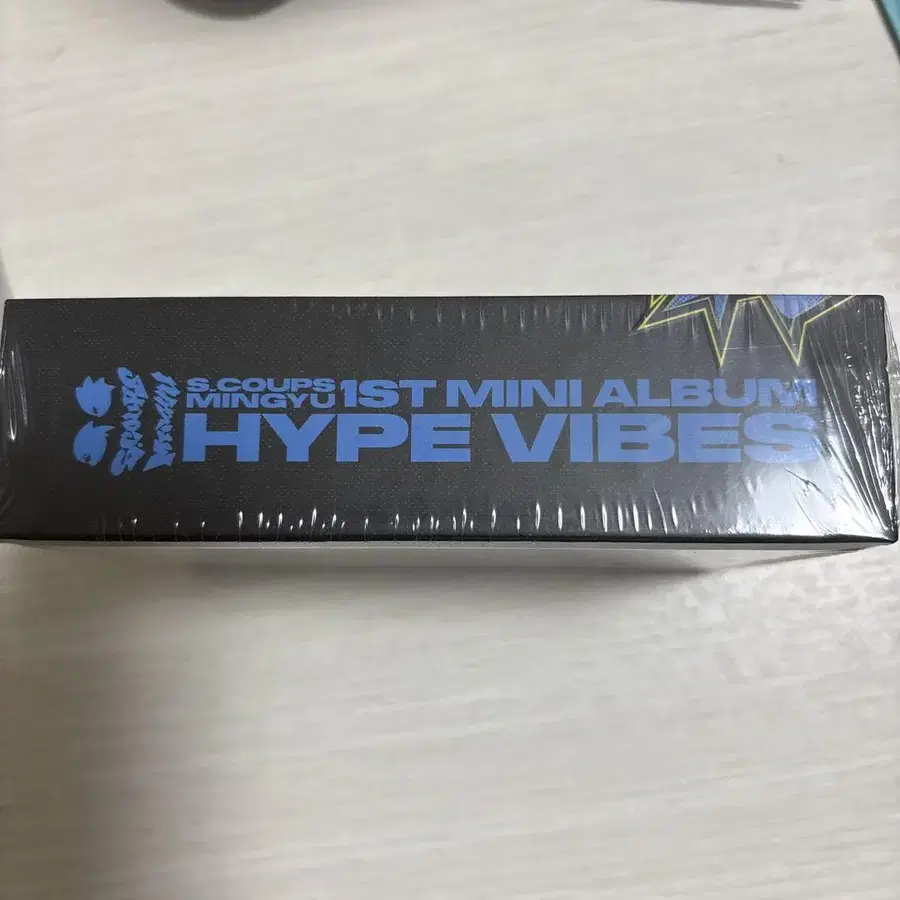 S.COUPS
MINGYU
1ST MINI ALBUM
HYPE VIBES